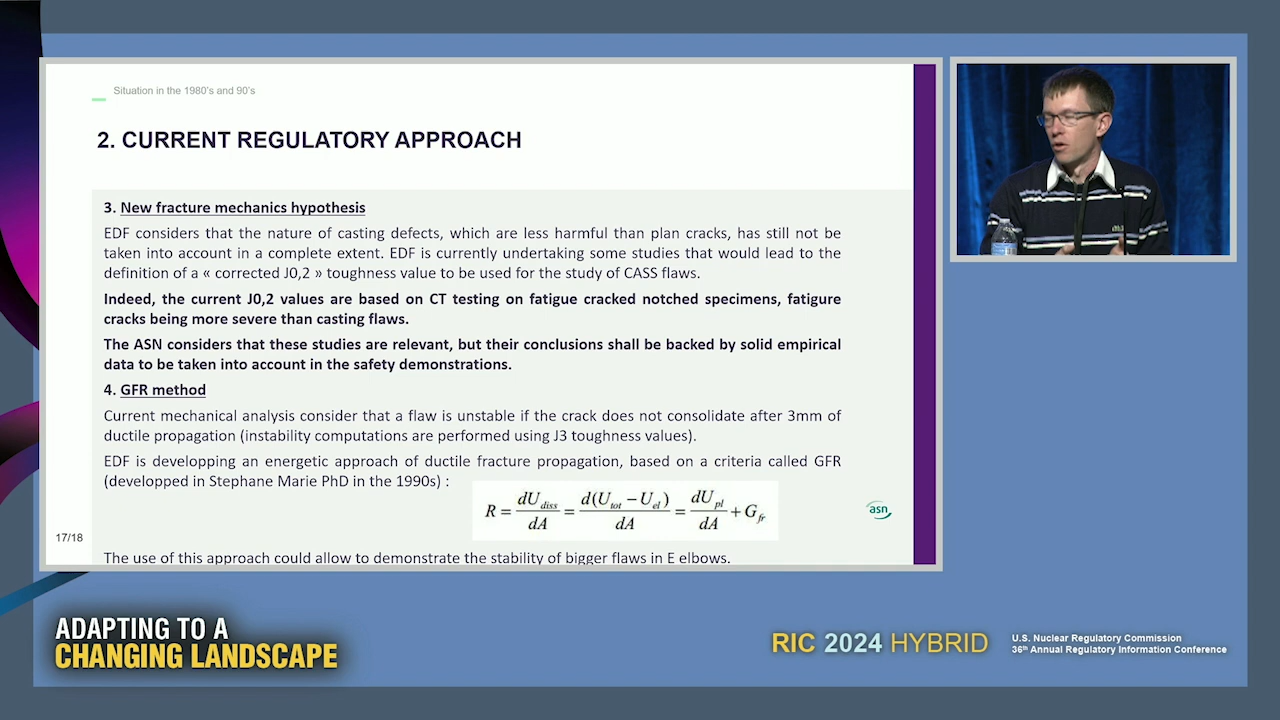 Situation in the 1980's and 90's
2. CURRENT REGULATORY APPROACH
3. New fracture mechanics hypothesis
EDF considers that the nature of casting defects, which are less harmful than plan cracks, has still not be
taken into account in a complete extent. EDF is currently undertaking some studies that would lead to the
definition of a « corrected J0,2 » toughness value to be used for the study of CASS flaws.
Indeed, the current J0,2 values are based on CT testing on fatigue cracked notched specimens, fatigure
cracks being more severe than casting flaws.
The ASN considers that these studies are relevant, but their conclusions shall be backed by solid empirical
data to be taken into account in the safety demonstrations.
4. GFR method
Current mechanical analysis consider that a flaw is unstable if the crack does not consolidate after 3mm of
ductile propagation (instability computations are performed using J3 toughness values).
EDF is developping an energetic approach of ductile fracture propagation, based on a criteria called GFR
(developped in Stephane Marie PhD in the 1990s) :
R = dU_diss/dA = d(U_tot − U_el)/dA = dU_pl/dA + G_fr
asn
17/18
The use of this approach could allow to demonstrate the stability of bigger flaws in E elbows.
ADAPTING TO A
CHANGING LANDSCAPE
RIC 2024 HYBRID
U.S. Nuclear Regulatory Commission
36th Annual Regulatory Information Conference